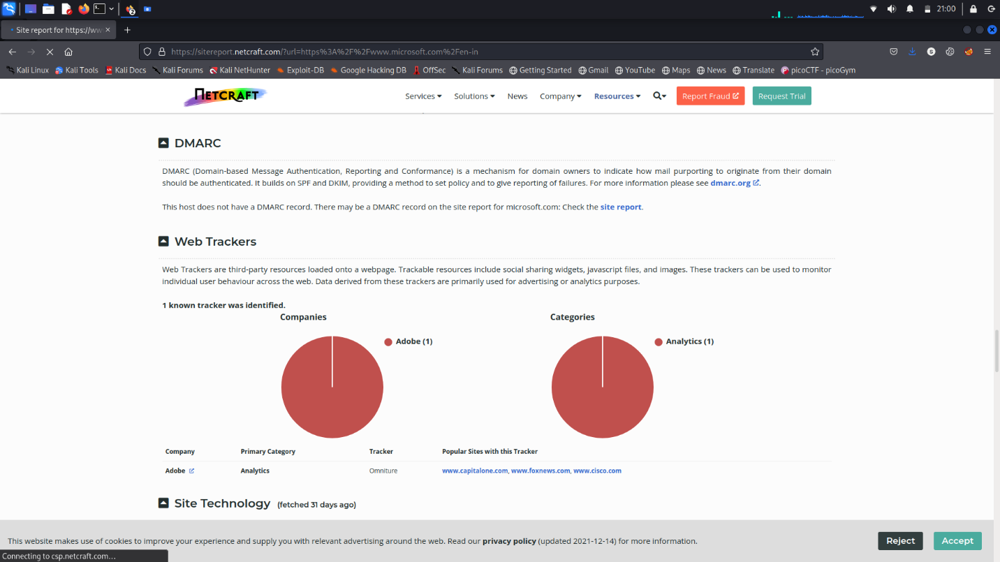 21:00
Site report for https://ww
https://sitereport.netcraft.com/?url=https%3A%2F%2Fwww.microsoft.com%2Fen-in
Kali Linux Kali Tools Kali Docs Kali Forums Kali NetHunter Exploit-DB Google Hacking DB OffSec Kali Forums Getting Started Gmail YouTube Maps News Translate picoCTF - picoGym
NETCRAFT Services Solutions News Company Resources Report Fraud Request Trial
DMARC
DMARC (Domain-based Message Authentication, Reporting and Conformance) is a mechanism for domain owners to indicate how mail purporting to originate from their domain
should be authenticated. It builds on SPF and DKIM, providing a method to set policy and to give reporting of failures. For more information please see dmarc.org.
This host does not have a DMARC record. There may be a DMARC record on the site report for microsoft.com: Check the site report.
Web Trackers
Web Trackers are third-party resources loaded onto a webpage. Trackable resources include social sharing widgets, javascript files, and images. These trackers can be used to monitor
individual user behaviour across the web. Data derived from these trackers are primarily used for advertising or analytics purposes.
1 known tracker was identified.
Companies
Adobe (1)
Categories
Analytics (1)
Company Primary Category Tracker Popular Sites with this Tracker
Adobe Analytics Omniture www.capitalone.com, www.foxnews.com, www.cisco.com
Site Technology (fetched 31 days ago)
This website makes use of cookies to improve your experience and supply you with relevant advertising around the web. Read our privacy policy (updated 2021-12-14) for more information.
Reject Accept
Connecting to csp.netcraft.com...